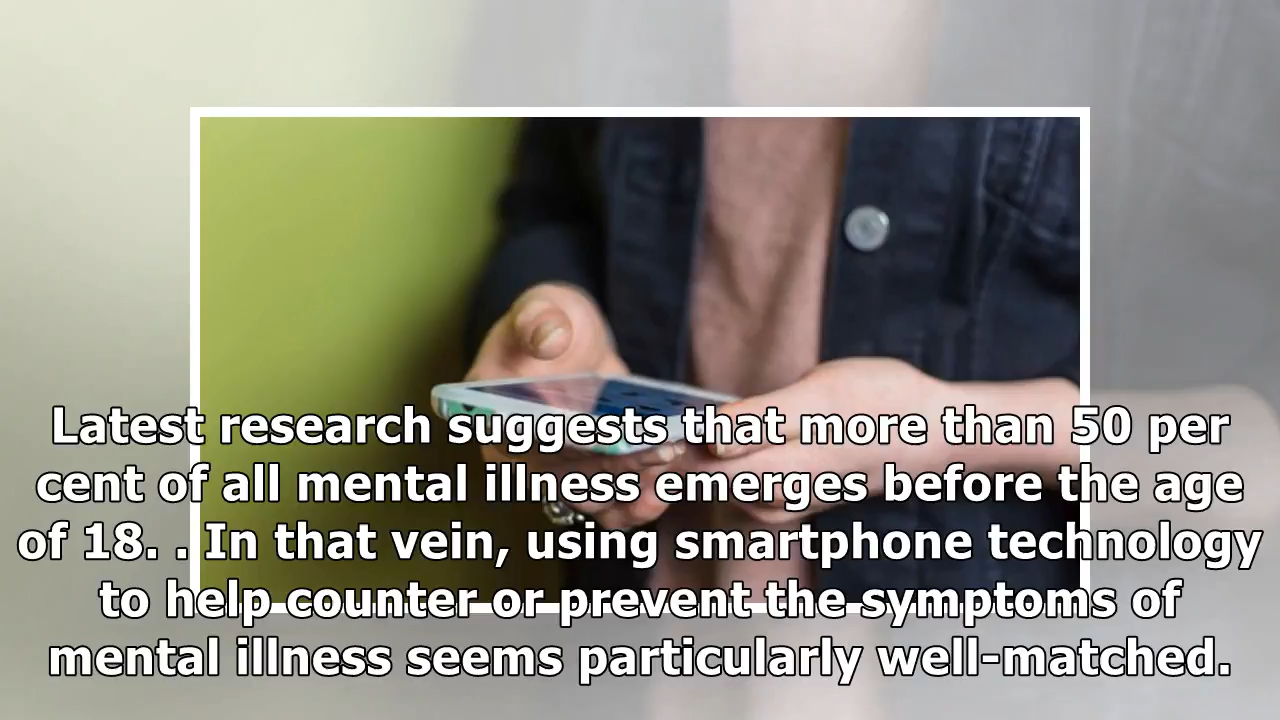 Latest research suggests that more than 50 per
cent of all mental illness emerges before the age
of 18. . In that vein, using smartphone technology
to help counter or prevent the symptoms of
mental illness seems particularly well-matched.